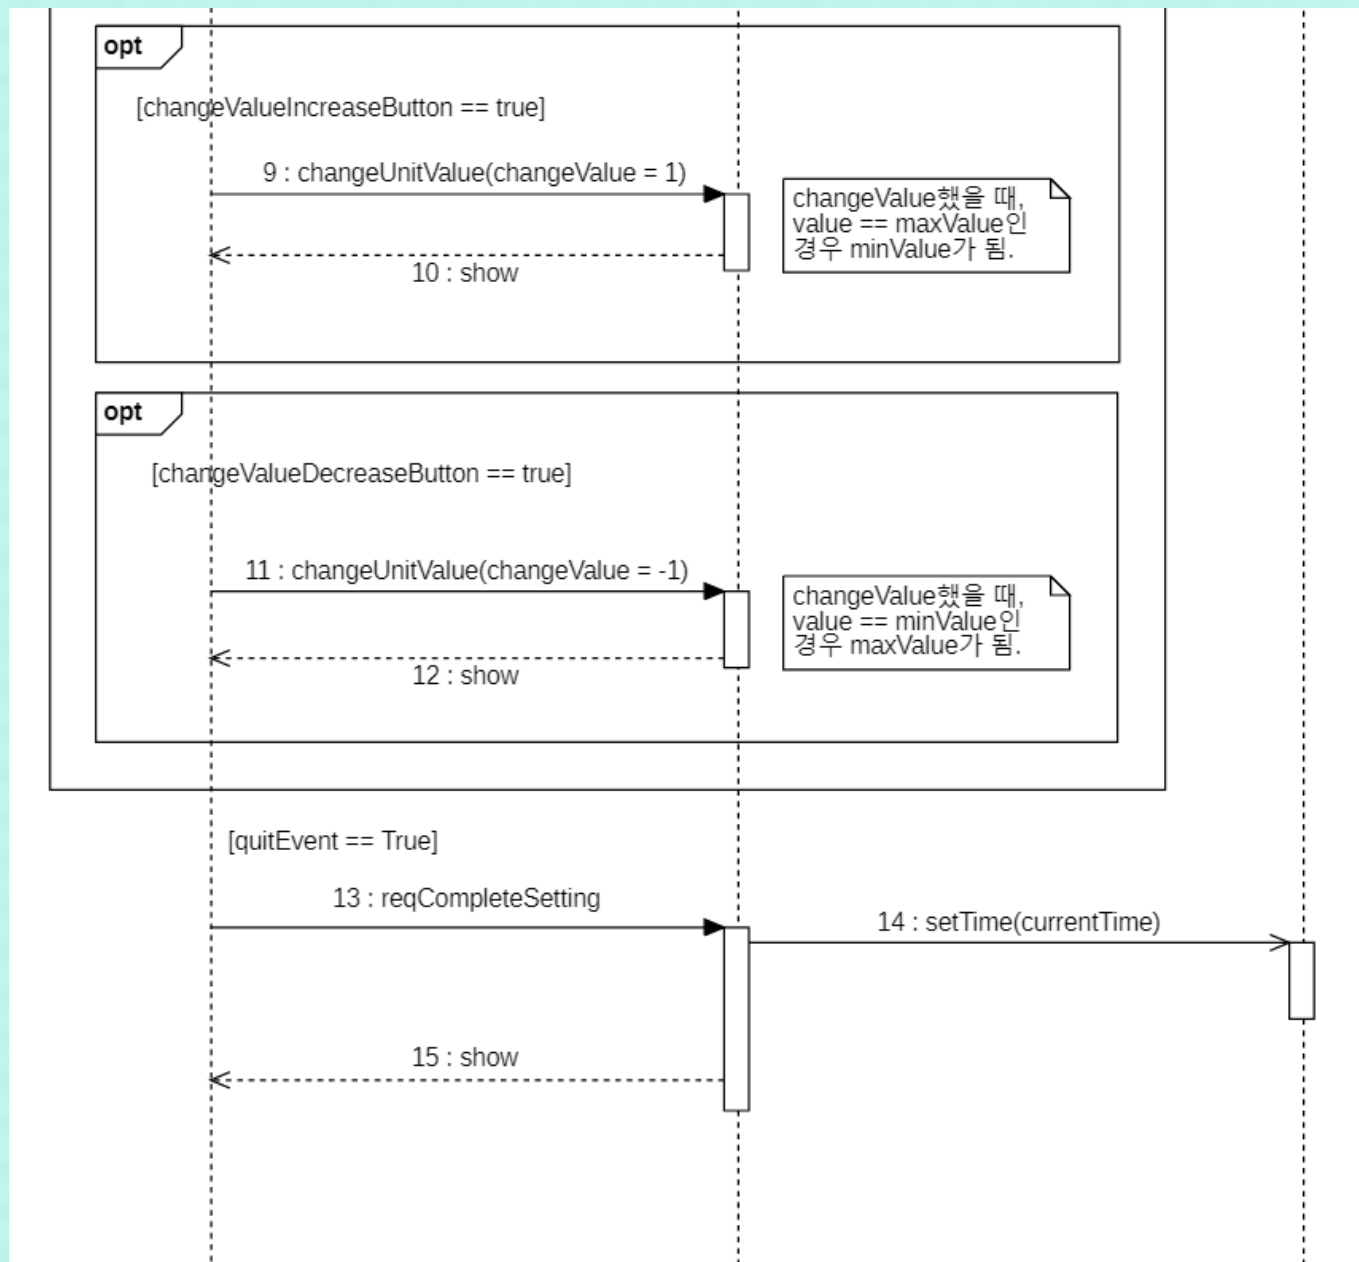 opt
[changeValueIncreaseButton == true]
9 : changeUnitValue(changeValue = 1)
changeValue했을 때,
value == maxValue인
경우 minValue가 됨.
10 : show
opt
[changeValueDecreaseButton == true]
11 : changeUnitValue(changeValue = -1)
changeValue했을 때,
value == minValue인
경우 maxValue가 됨.
12 : show
[quitEvent == True]
13 : reqCompleteSetting
14 : setTime(currentTime)
15 : show